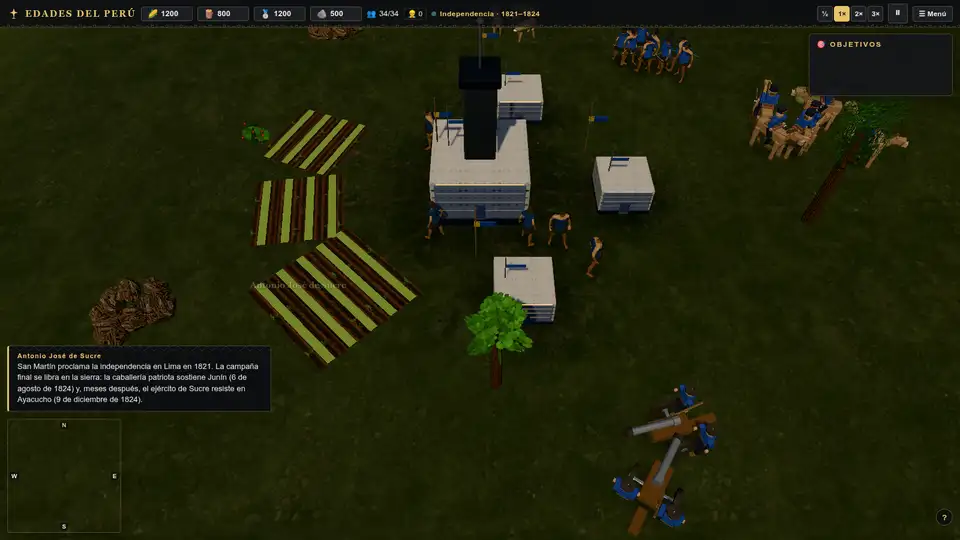 EDADES DEL PERÚ
1200
800
1200
500
34/34
0
Independencia · 1821–1824
½
1×
2×
3×
Menú
OBJETIVOS
Antonio José de Sucre
Antonio José de Sucre
San Martín proclama la independencia en Lima en 1821. La campaña
final se libra en la sierra: la caballería patriota sostiene Junín (6 de
agosto de 1824) y, meses después, el ejército de Sucre resiste en
Ayacucho (9 de diciembre de 1824).
N
W
E
S
?